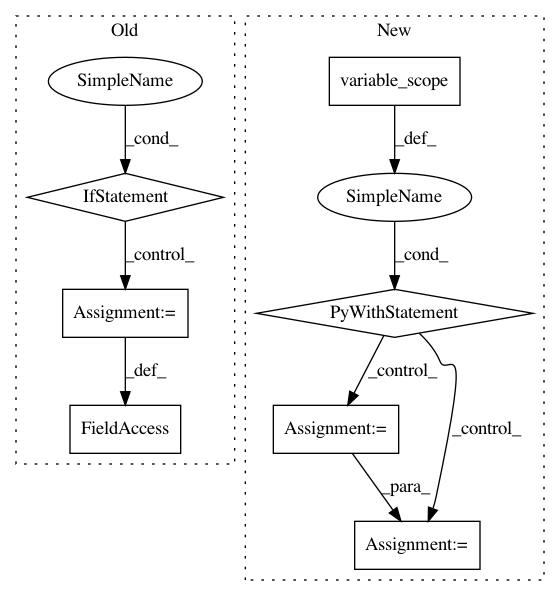 Old
New
SimpleName
variable_scope
_cond_
_def_
IfStatement
SimpleName
_control_
_cond_
Assignment:=
PyWithStatement
_def_
_control_
_control_
FieldAccess
Assignment:=
_para_
Assignment:=